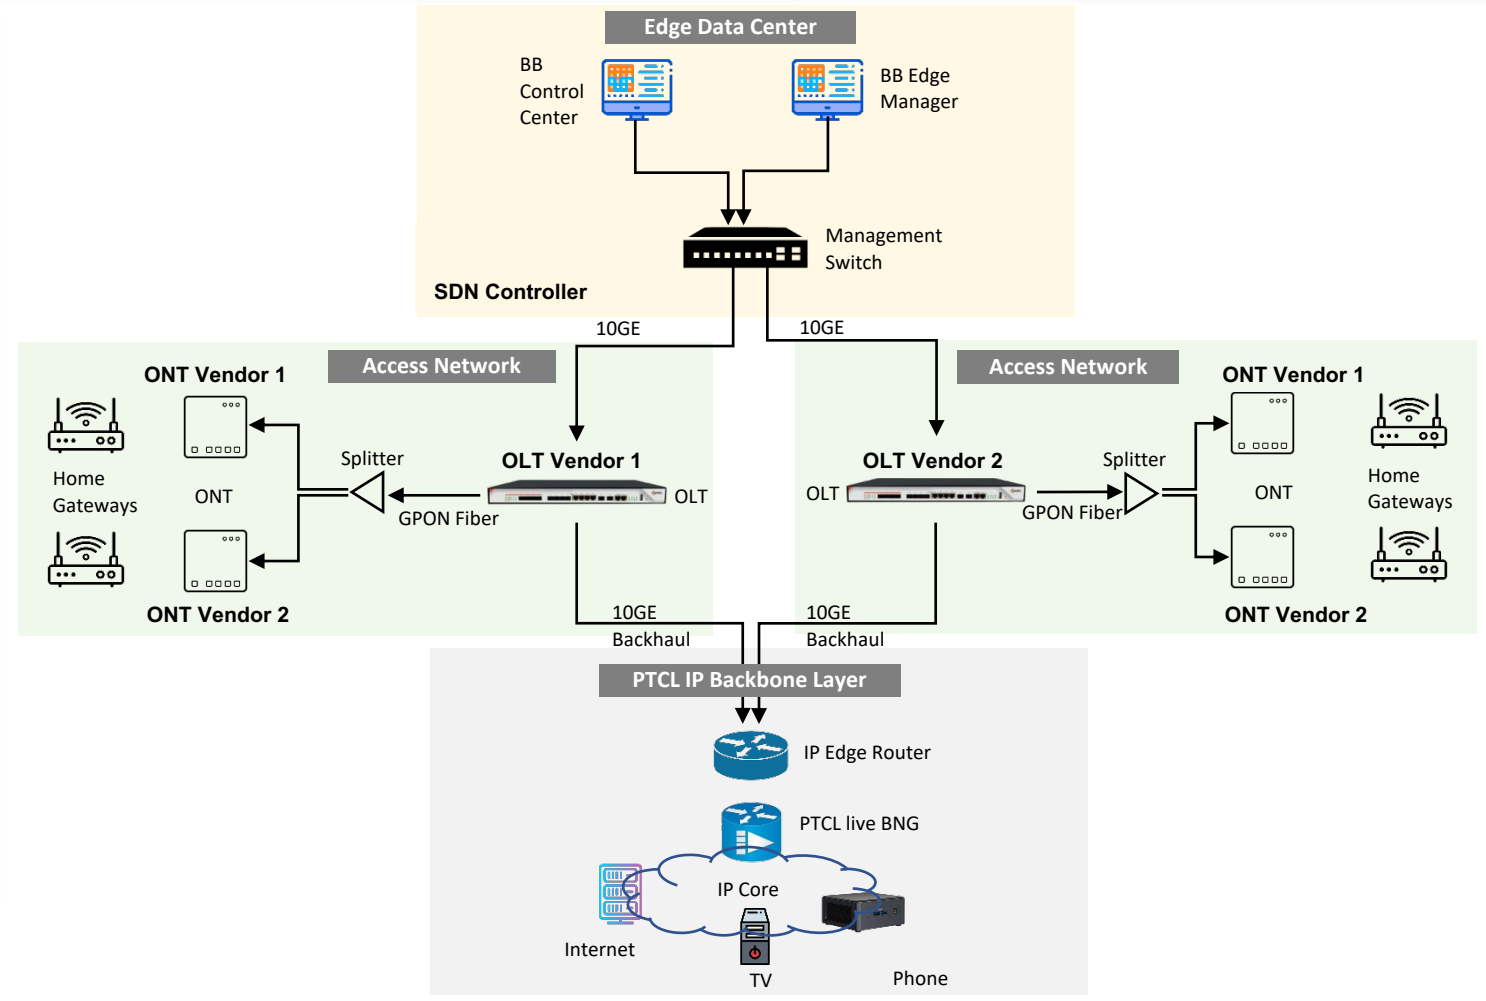 Edge Data Center
BB
Control
Center
BB Edge
Manager
Management
Switch
SDN Controller
10GE
10GE
Access Network
ONT Vendor 1
Splitter
OLT Vendor 1
Home
Gateways
ONT
OLT
GPON Fiber
ONT Vendor 2
10GE
Backhaul
Access Network
ONT Vendor 1
OLT Vendor 2
Splitter
OLT
GPON Fiber
ONT
Home
Gateways
ONT Vendor 2
10GE
Backhaul
PTCL IP Backbone Layer
IP Edge Router
PTCL live BNG
IP Core
Internet
TV
Phone